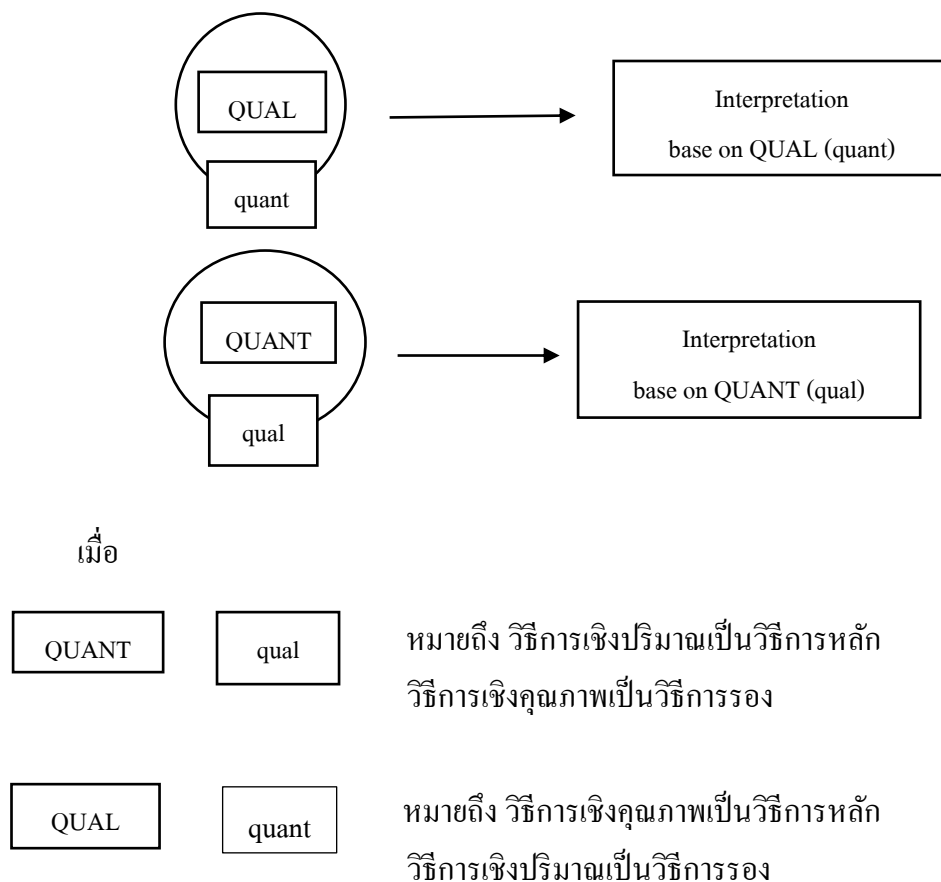 QUAL
quant
Interpretation
base on QUAL (quant)
QUANT
qual
Interpretation
base on QUANT (qual)
เมื่อ
QUANT qual หมายถึง วิธีการเชิงปริมาณเป็นวิธีการหลัก
วิธีการเชิงคุณภาพเป็นวิธีการรอง
QUAL quant หมายถึง วิธีการเชิงคุณภาพเป็นวิธีการหลัก
วิธีการเชิงปริมาณเป็นวิธีการรอง